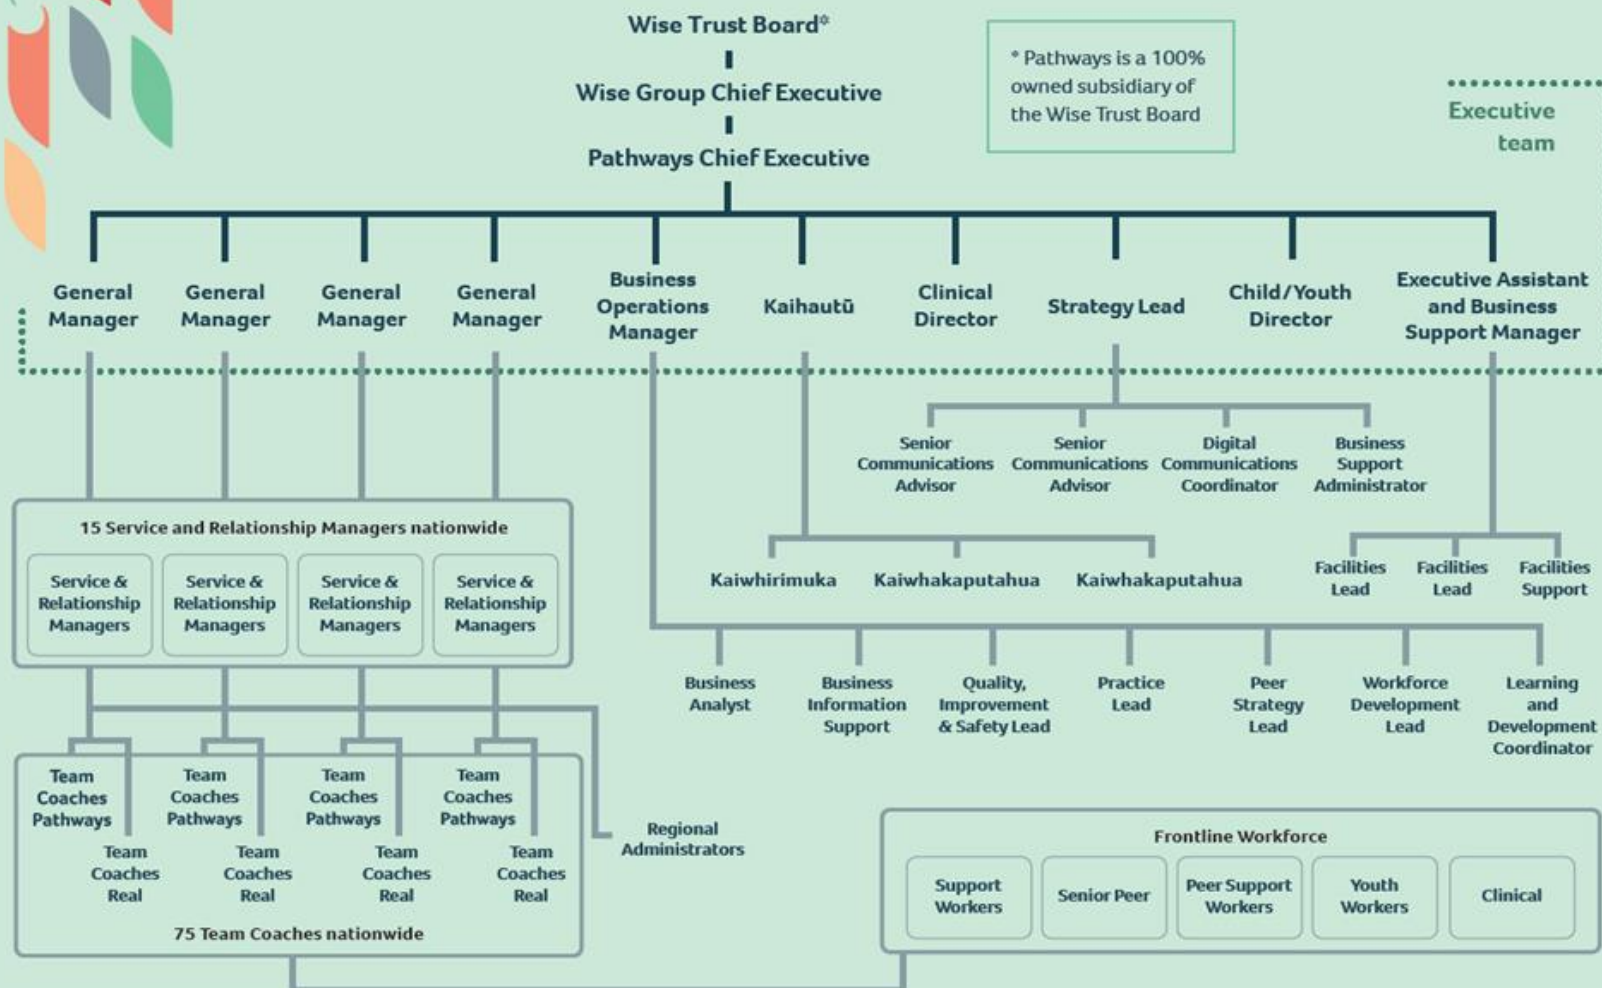 Wise Trust Board*
Wise Group Chief Executive
Pathways Chief Executive
* Pathways is a 100%
owned subsidiary of
the Wise Trust Board
Executive
team
General
Manager
General
Manager
General
Manager
General
Manager
Business
Operations
Manager
Kaihautū
Clinical
Director
Strategy Lead
Child/Youth
Director
Executive Assistant
and Business
Support Manager
Senior
Communications
Advisor
Senior
Communications
Advisor
Digital
Communications
Coordinator
Business
Support
Administrator
15 Service and Relationship Managers nationwide
Service &
Relationship
Managers
Service &
Relationship
Managers
Service &
Relationship
Managers
Service &
Relationship
Managers
Kaiwhirimuka
Kaiwhakaputahua
Kaiwhakaputahua
Facilities
Lead
Facilities
Lead
Facilities
Support
Business
Analyst
Business
Information
Support
Quality,
Improvement
& Safety Lead
Practice
Lead
Peer
Strategy
Lead
Workforce
Development
Lead
Learning
and
Development
Coordinator
Team
Coaches
Pathways
Team
Coaches
Pathways
Team
Coaches
Pathways
Team
Coaches
Pathways
Team
Coaches
Real
Team
Coaches
Real
Team
Coaches
Real
Team
Coaches
Real
75 Team Coaches nationwide
Regional
Administrators
Frontline Workforce
Support
Workers
Senior Peer
Peer Support
Workers
Youth
Workers
Clinical